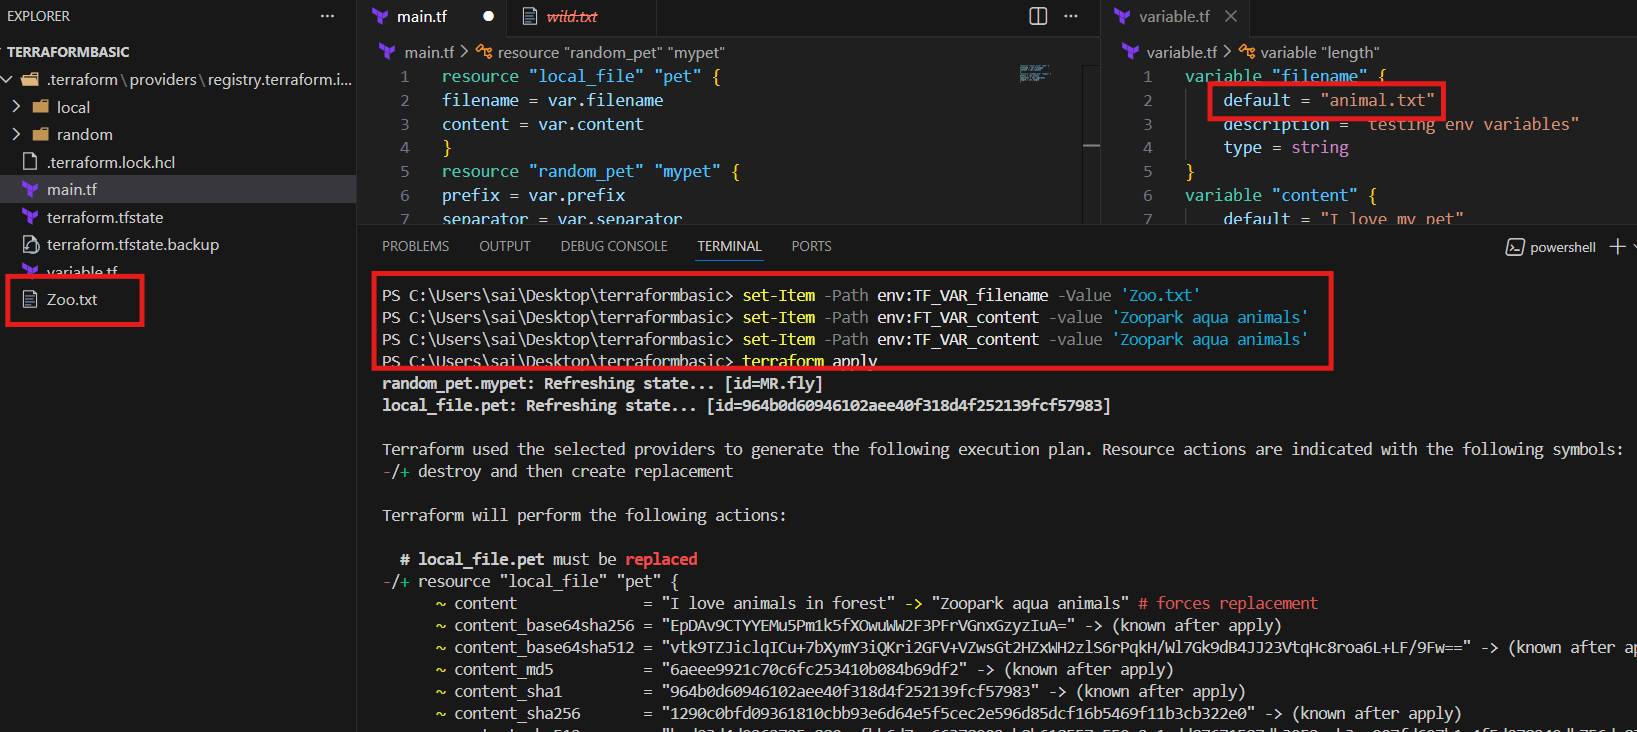 EXPLORER
TERRAFORMBASIC
.terraform\providers\registry.terraform.i...
local
random
.terraform.lock.hcl
main.tf
terraform.tfstate
terraform.tfstate.backup
variable.tf
Zoo.txt
main.tf
wild.txt
main.tf > resource "random_pet" "mypet"
1 resource "local_file" "pet" {
2 filename = var.filename
3 content = var.content
4 }
5 resource "random_pet" "mypet" {
6 prefix = var.prefix
7 separator = var.separator
variable.tf
variable.tf > variable "length"
1 variable "filename" {
2 default = "animal.txt"
3 description = "testing env variables"
4 type = string
5 }
6 variable "content" {
7 default = "I love my pet"
PROBLEMS OUTPUT DEBUG CONSOLE TERMINAL PORTS
powershell
PS C:\Users\sai\Desktop\terraformbasic> set-Item -Path env:TF_VAR_filename -Value 'Zoo.txt'
PS C:\Users\sai\Desktop\terraformbasic> set-Item -Path env:FT_VAR_content -value 'Zoopark aqua animals'
PS C:\Users\sai\Desktop\terraformbasic> set-Item -Path env:TF_VAR_content -value 'Zoopark aqua animals'
PS C:\Users\sai\Desktop\terraformbasic> terraform apply
random_pet.mypet: Refreshing state... [id=MR.fly]
local_file.pet: Refreshing state... [id=964b0d60946102aee40f318d4f252139fcf57983]
Terraform used the selected providers to generate the following execution plan. Resource actions are indicated with the following symbols:
-/+ destroy and then create replacement
Terraform will perform the following actions:
# local_file.pet must be replaced
-/+ resource "local_file" "pet" {
~ content = "I love animals in forest" -> "Zoopark aqua animals" # forces replacement
~ content_base64sha256 = "EpDAv9CTYYEMu5Pm1k5fXOwuWW2F3PFrVGnxGzyzIuA=" -> (known after apply)
~ content_base64sha512 = "vtk9TZJiclqICu+7bXymY3iQKri2GFV+VZwsGt2HZxWH2zlS6rPqkH/Wl7Gk9dB4JJ23VtqHc8roa6L+LF/9Fw==" -> (known after ap
~ content_md5 = "6aeee9921c70c6fc253410b084b69df2" -> (known after apply)
~ content_sha1 = "964b0d60946102aee40f318d4f252139fcf57983" -> (known after apply)
~ content_sha256 = "1290c0bfd09361810cbb93e6d64e5f5cec2e596d85dcf16b5469f11b3cb322e0" -> (known after apply)